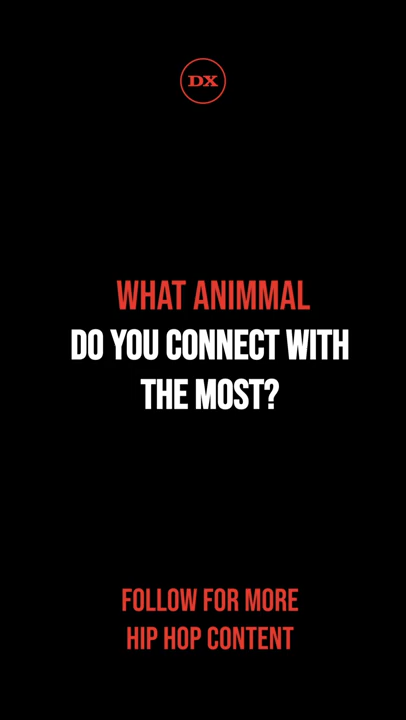 DX
WHAT ANIMMAL
DO YOU CONNECT WITH
THE MOST?
FOLLOW FOR MORE
HIP HOP CONTENT